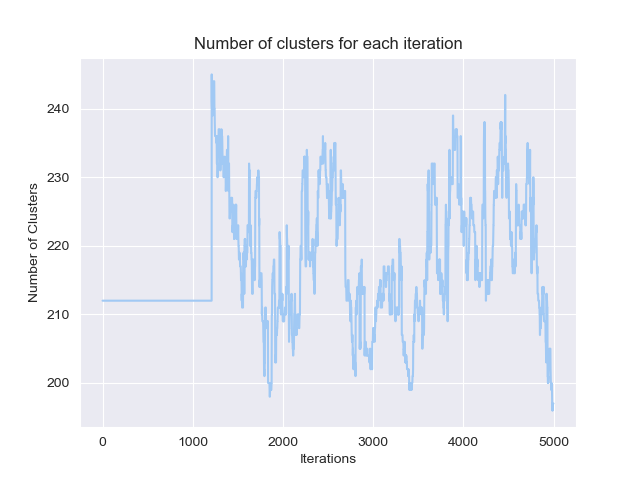 Number of clusters for each iteration
Number of Clusters
240
230
220
210
200
0 1000 2000 3000 4000 5000
Iterations